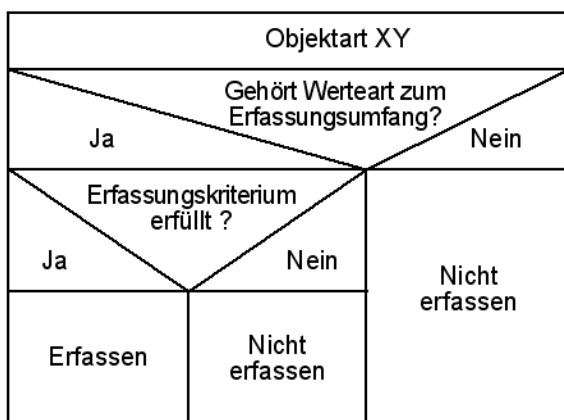 Objektart XY
Gehört Werteart zum
Erfassungsumfang?
Ja
Nein
Erfassungskriterium
erfüllt ?
Ja
Nein
Nicht
erfassen
Erfassen
Nicht
erfassen